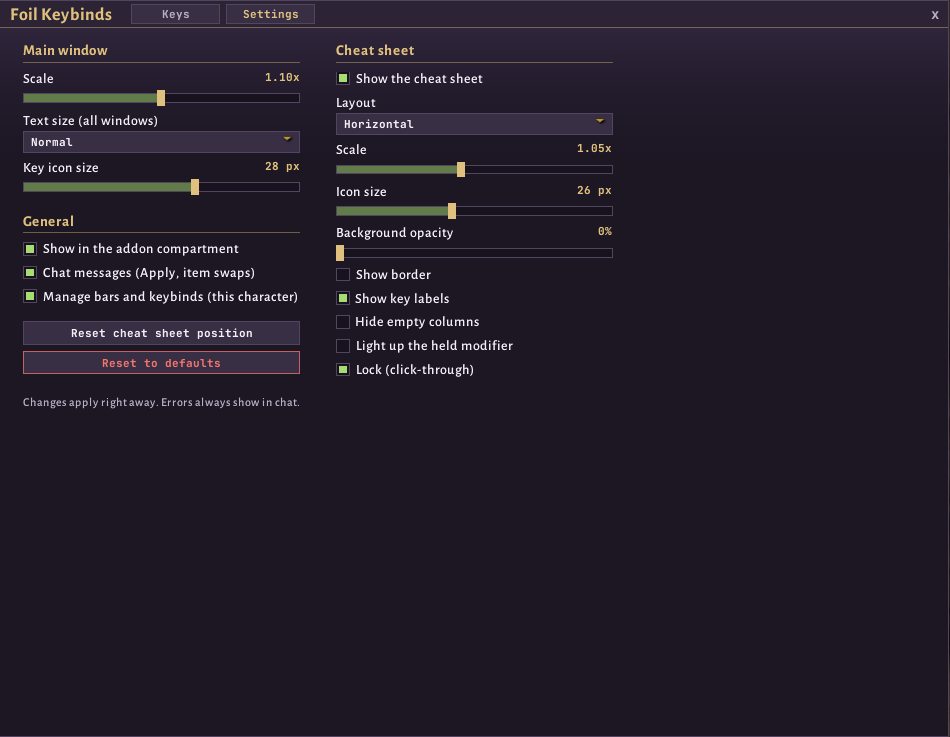 Foil Keybinds
Keys
Settings
x
Main window
Scale
1.10x
Text size (all windows)
Normal
Key icon size
28 px
General
Show in the addon compartment
Chat messages (Apply, item swaps)
Manage bars and keybinds (this character)
Reset cheat sheet position
Reset to defaults
Changes apply right away. Errors always show in chat.
Cheat sheet
Show the cheat sheet
Layout
Horizontal
Scale
1.05x
Icon size
26 px
Background opacity
0%
Show border
Show key labels
Hide empty columns
Light up the held modifier
Lock (click-through)